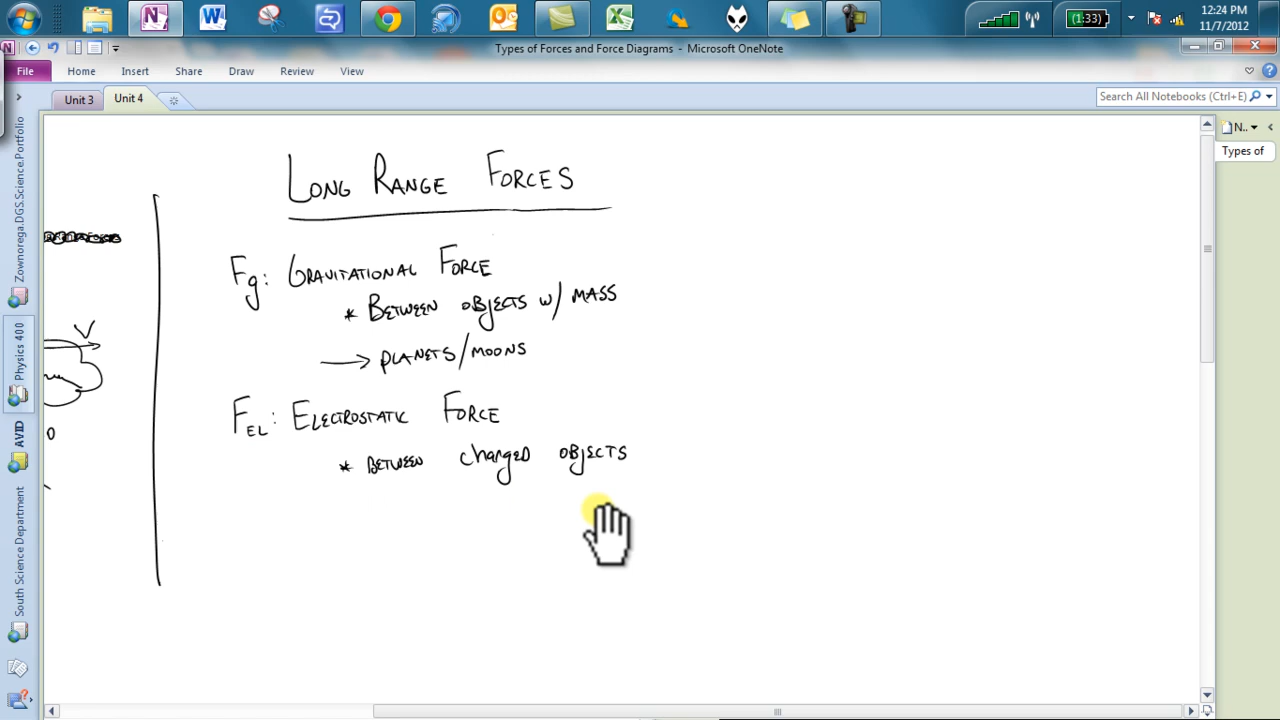 12:24 PM
(1:33)
11/7/2012
Types of Forces and Force Diagrams - Microsoft OneNote
File Home Insert Share Draw Review View
Unit 3 Unit 4
Search All Notebooks (Ctrl+E)
N..
Types of
Zownorega.DGS.Science.Portfolio
Physics 400
AVID
South Science Department
LONG RANGE FORCES
Fg: GRAVITATIONAL FORCE
* BETWEEN OBJECTS W/ MASS
→ PLANETS/MOONS
FEL: ELECTROSTATIC FORCE
* BETWEEN charged OBJECTS
V
0